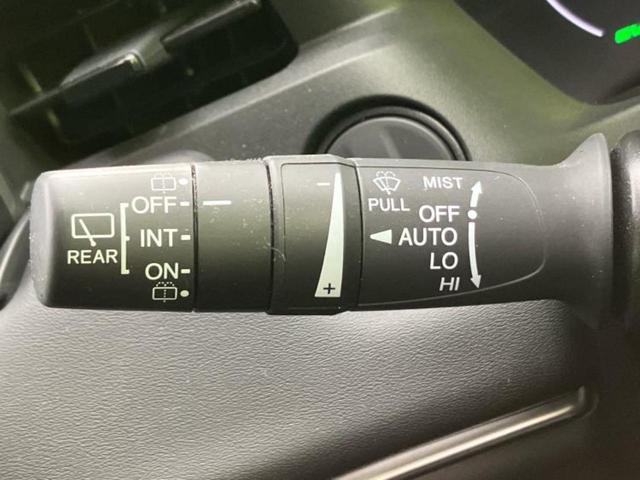 OFF
INT
REAR
ON
-
+
MIST
PULL
OFF
AUTO
LO
HI